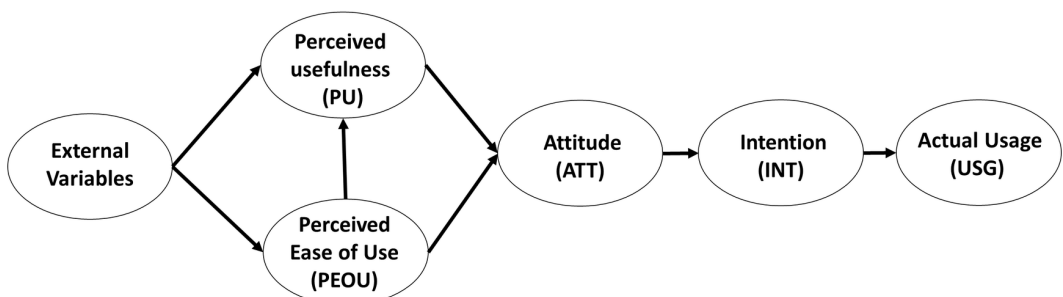 External
Variables
Perceived
usefulness
(PU)
Perceived
Ease of Use
(PEOU)
Attitude
(ATT)
Intention
(INT)
Actual Usage
(USG)